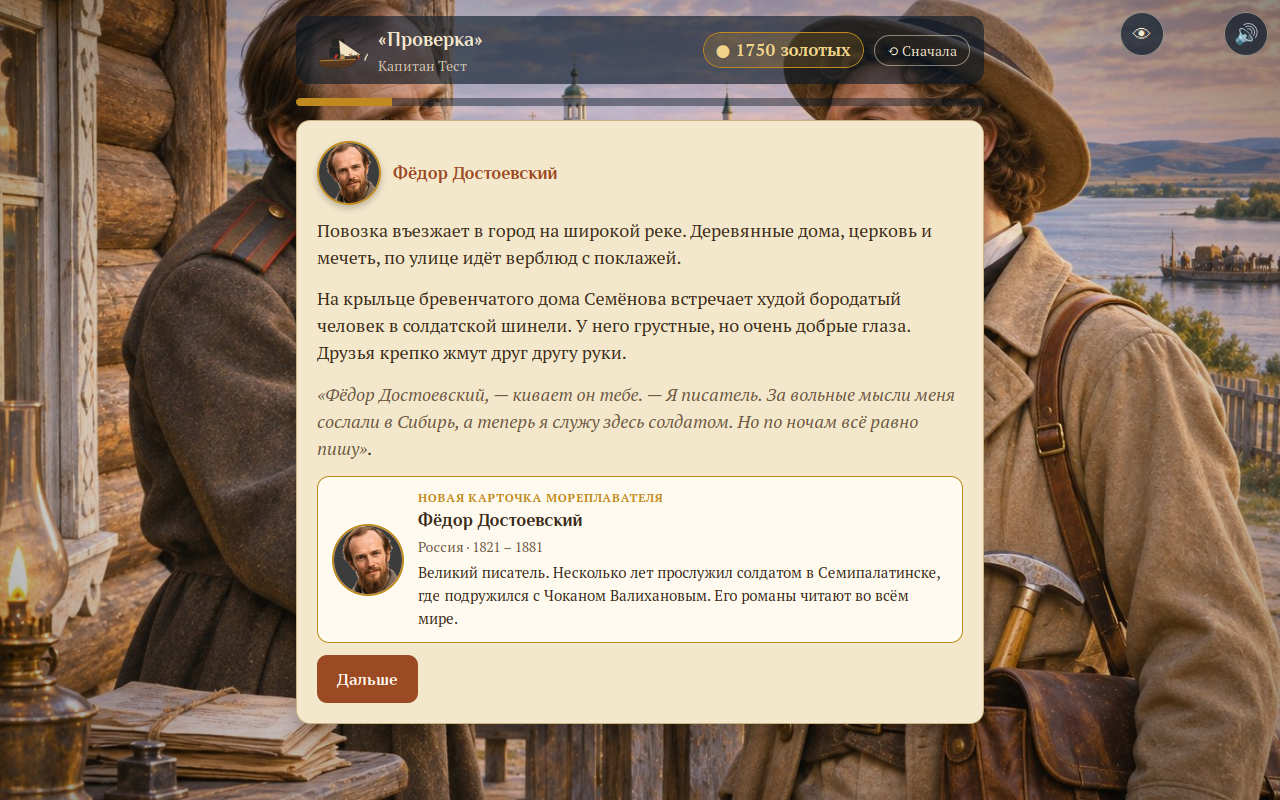 «Проверка»
Капитан Тест
1750 золотых
⟲ Сначала
Фёдор Достоевский
Повозка въезжает в город на широкой реке. Деревянные дома, церковь и
мечеть, по улице идёт верблюд с поклажей.
На крыльце бревенчатого дома Семёнова встречает худой бородатый
человек в солдатской шинели. У него грустные, но очень добрые глаза.
Друзья крепко жмут друг другу руки.
«Фёдор Достоевский, — кивает он тебе. — Я писатель. За вольные мысли меня
сослали в Сибирь, а теперь я служу здесь солдатом. Но по ночам всё равно
пишу».
НОВАЯ КАРТОЧКА МОРЕПЛАВАТЕЛЯ
Фёдор Достоевский
Россия · 1821 – 1881
Великий писатель. Несколько лет прослужил солдатом в Семипалатинске,
где подружился с Чоканом Валихановым. Его романы читают во всём
мире.
Дальше